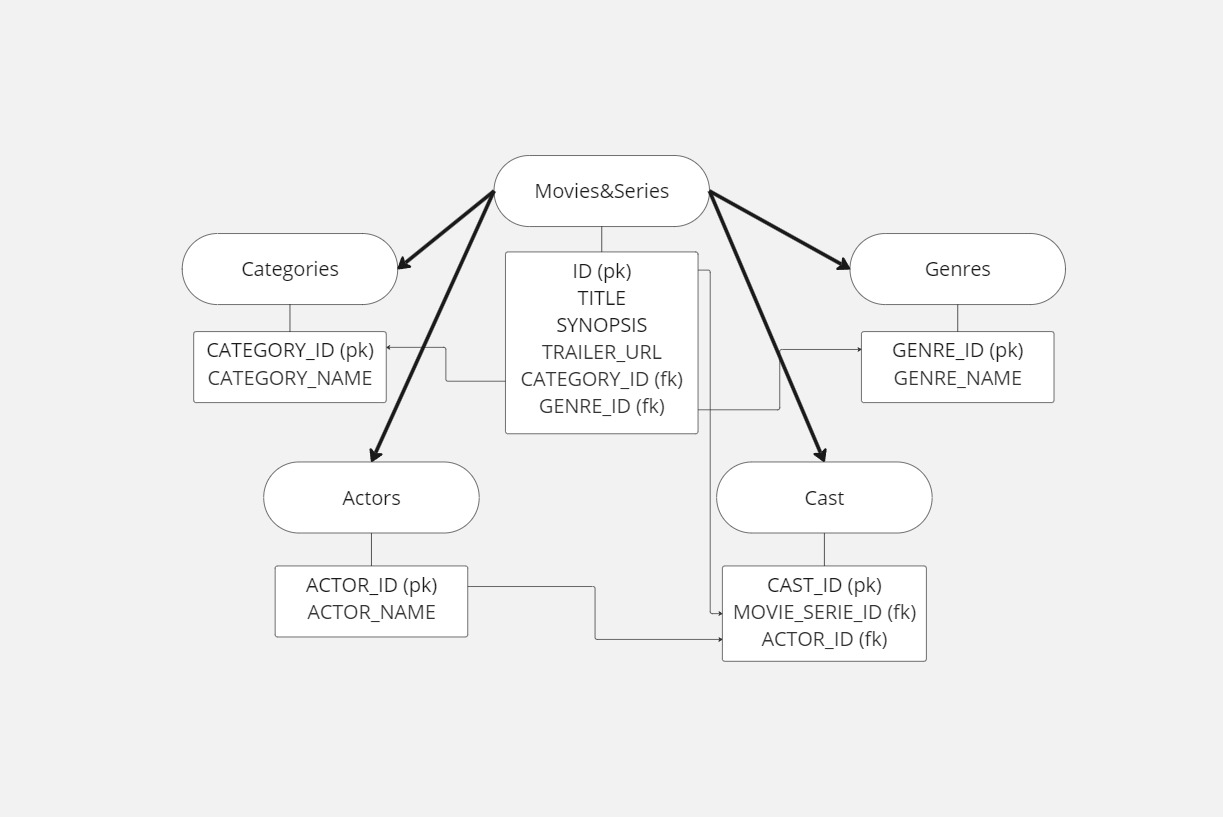 Movies&Series
Categories
Genres
ID (pk)
TITLE
SYNOPSIS
TRAILER_URL
CATEGORY_ID (fk)
GENRE_ID (fk)
CATEGORY_ID (pk)
CATEGORY_NAME
GENRE_ID (pk)
GENRE_NAME
Actors
Cast
ACTOR_ID (pk)
ACTOR_NAME
CAST_ID (pk)
MOVIE_SERIE_ID (fk)
ACTOR_ID (fk)